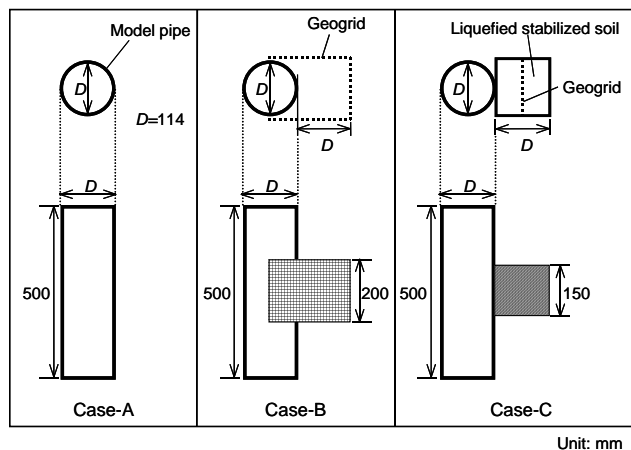 Model pipe
D
D=114
D
500
Case-A
Geogrid
D
D
D
500
200
Case-B
Liquefied stabilized soil
D
Geogrid
D
D
500
150
Case-C
Unit: mm